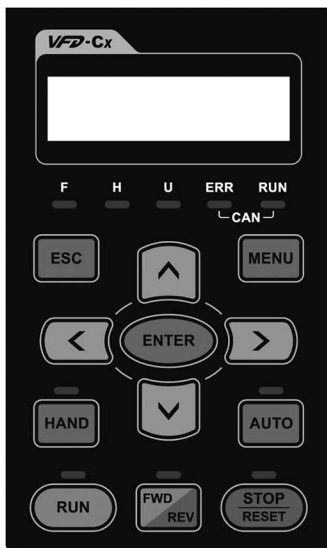 VFD-Cx
F H U ERR RUN
CAN
ESC MENU
ENTER
HAND AUTO
RUN FWD REV STOP RESET